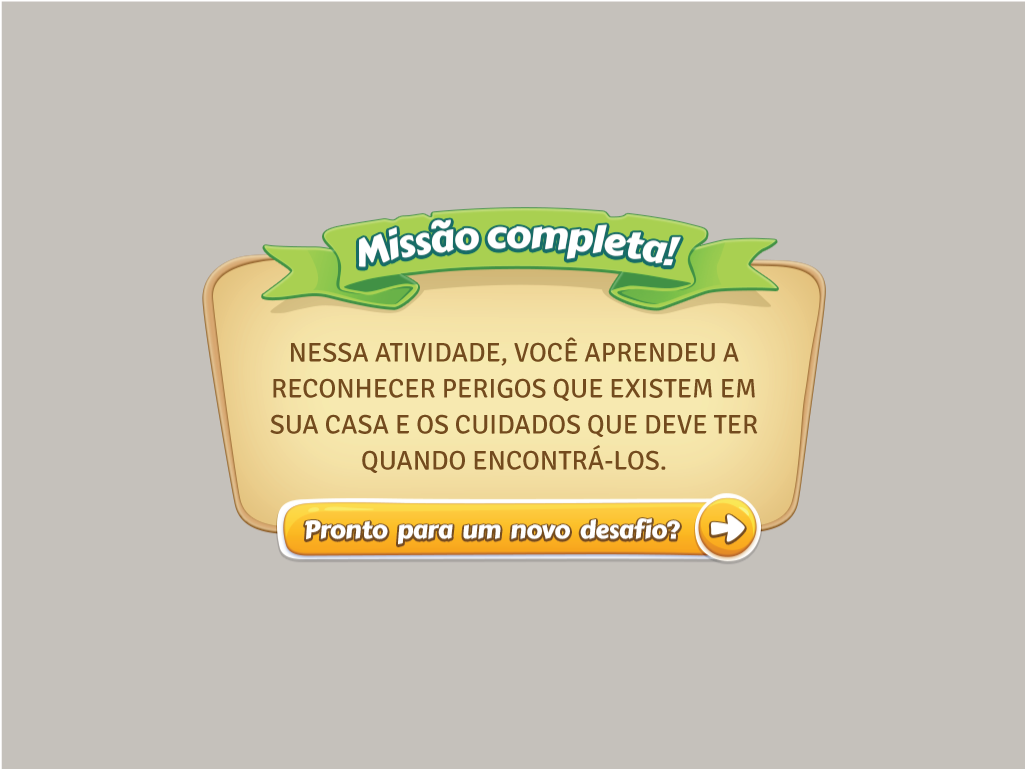 Missão completa!
NESSA ATIVIDADE, VOCÊ APRENDEU A
RECONHECER PERIGOS QUE EXISTEM EM
SUA CASA E OS CUIDADOS QUE DEVE TER
QUANDO ENCONTRÁ-LOS.
Pronto para um novo desafio?